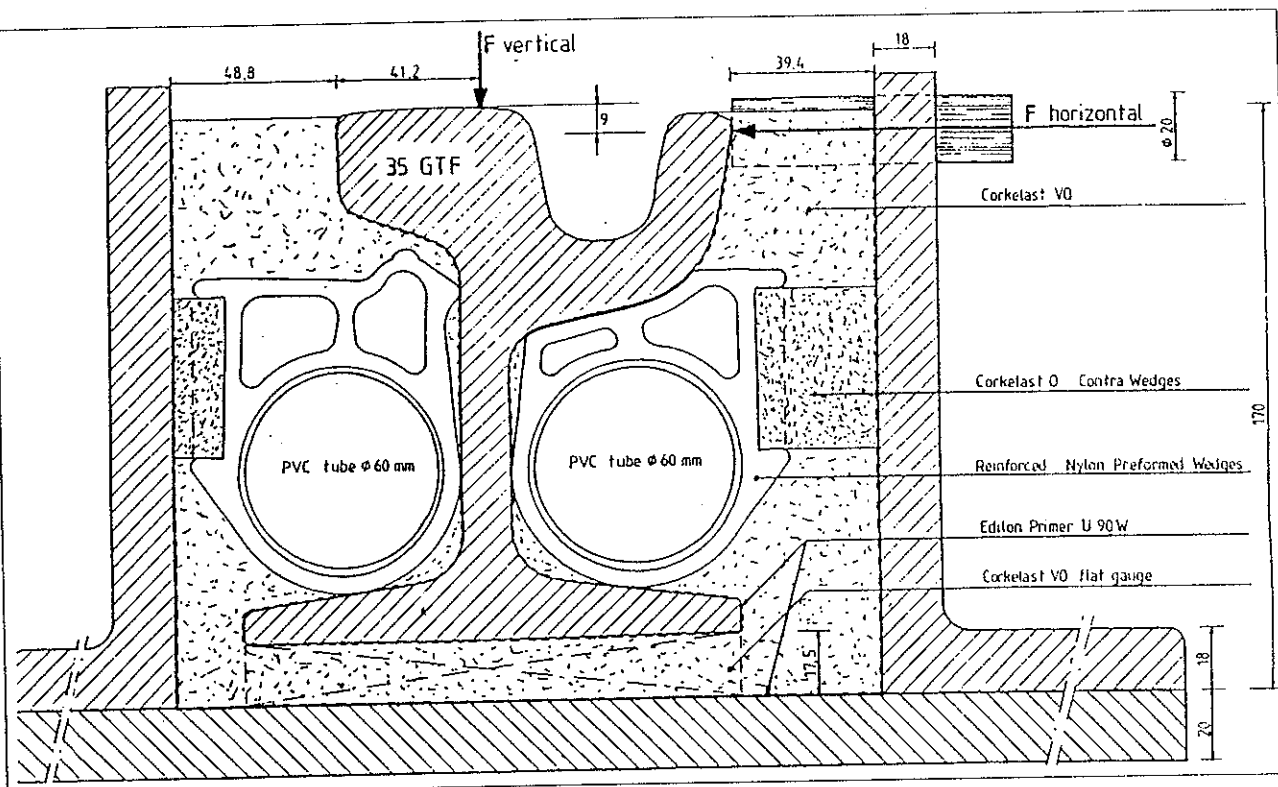 F vertical
18
48,8
41,2
39.4
9
F horizontal
ø 20
35 GTF
Corkelast VO
170
Corkelast O Contra Wedges
PVC tube ø 60 mm
PVC tube ø 60 mm
Reinforced Nylon Preformed Wedges
Edilon Primer U 90 W
Corkelast VO flat gauge
17,5
18
20